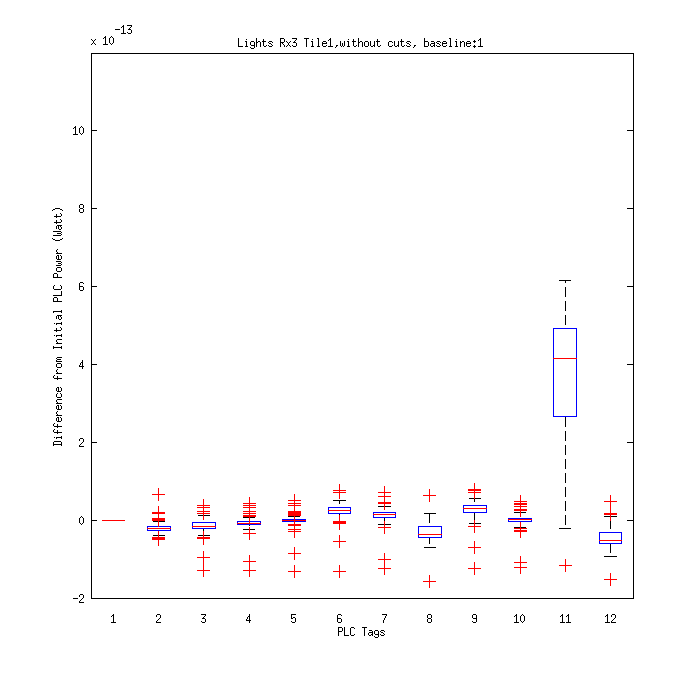 x 10^-13
Lights Rx3 Tile1,without cuts, baseline:1
Difference from Initial PLC Power (Watt)
10
8
6
4
2
0
-2
1 2 3 4 5 6 7 8 9 10 11 12
PLC Tags